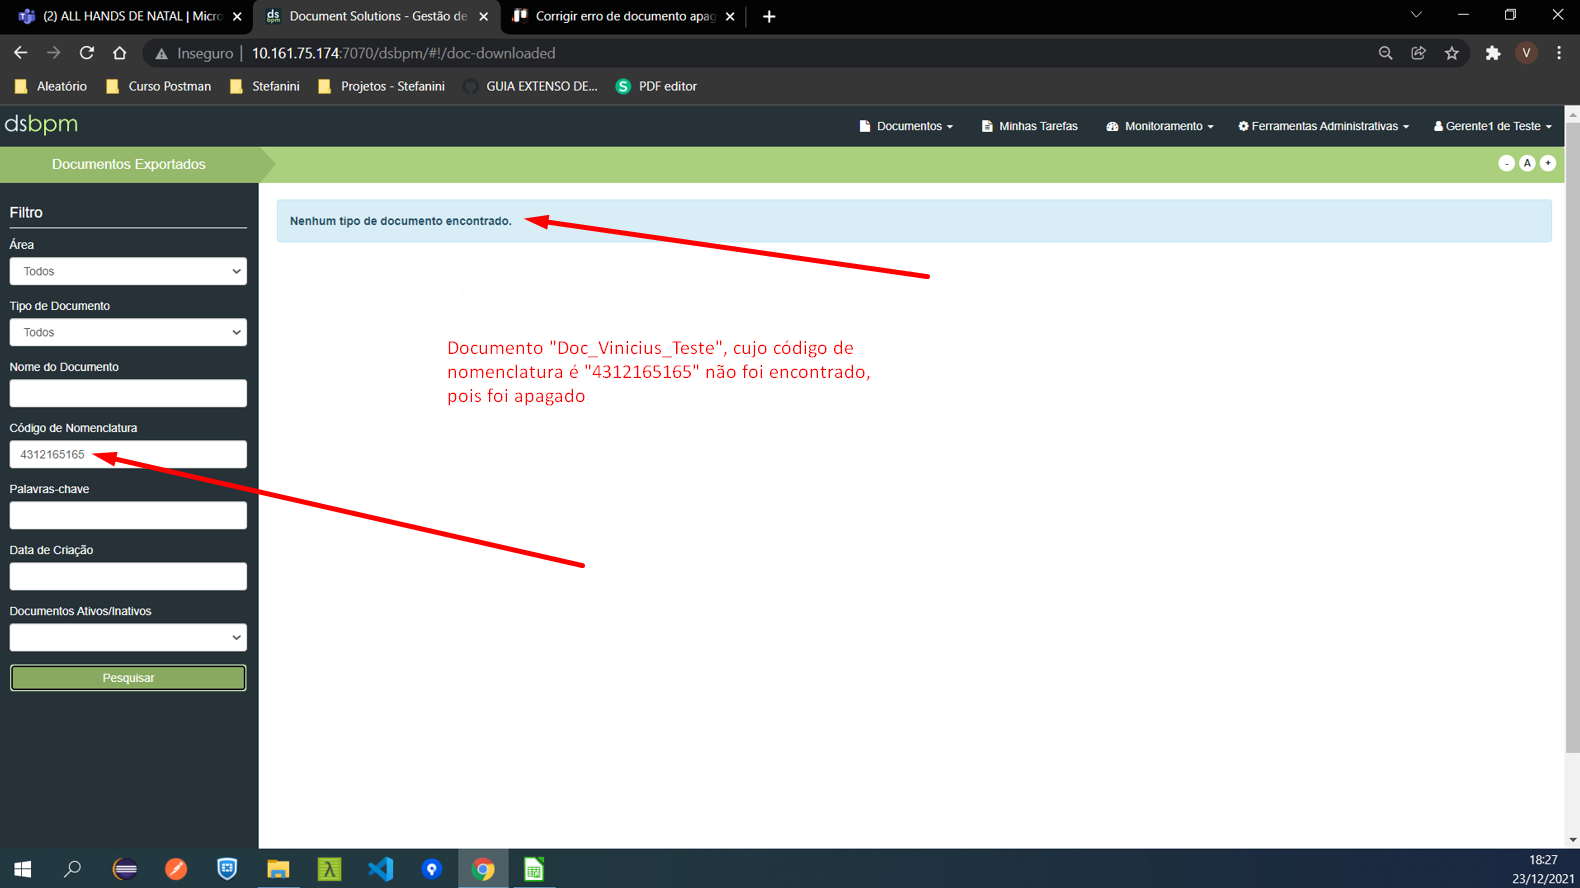 (2) ALL HANDS DE NATAL | Micro
Document Solutions - Gestão de
Corrigir erro de documento apag
Inseguro
10.161.75.174:7070/dsbpm/#!/doc-downloaded
V
Aleatório
Curso Postman
Stefanini
Projetos - Stefanini
GUIA EXTENSO DE...
PDF editor
dsbpm
Documentos
Minhas Tarefas
Monitoramento
Ferramentas Administrativas
Gerente1 de Teste
Documentos Exportados
- A +
Filtro
Nenhum tipo de documento encontrado.
Área
Todos
Tipo de Documento
Todos
Documento "Doc_Vinicius_Teste", cujo código de
nomenclatura é "4312165165" não foi encontrado,
pois foi apagado
Nome do Documento
Código de Nomenclatura
4312165165
Palavras-chave
Data de Criação
Documentos Ativos/Inativos
Pesquisar
18:27
23/12/2021